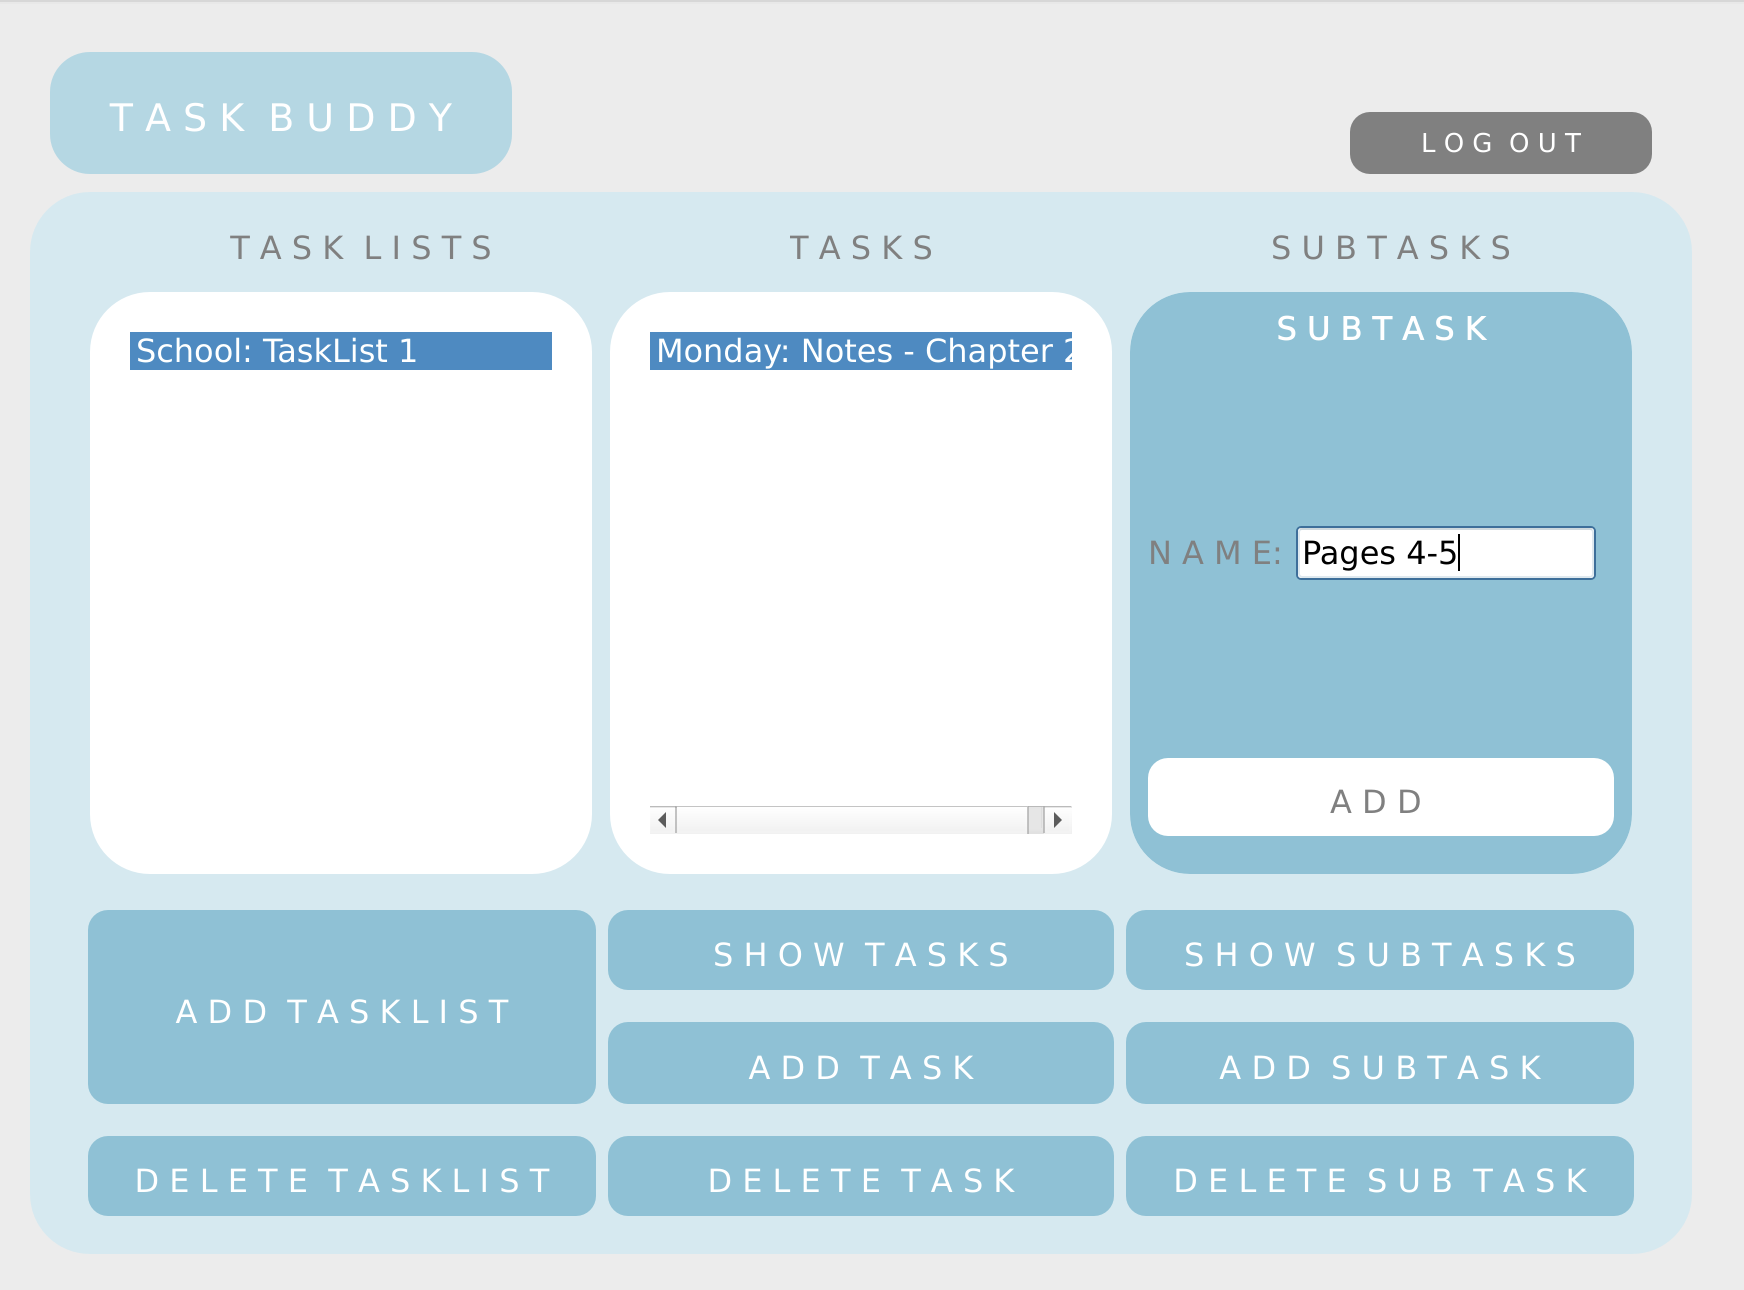 TASK BUDDY
LOG OUT
TASK LISTS
TASKS
SUBTASKS
School: TaskList 1
Monday: Notes - Chapter 2
SUBTASK
NAME: Pages 4-5
ADD
ADD TASKLIST
SHOW TASKS
SHOW SUBTASKS
ADD TASK
ADD SUBTASK
DELETE TASKLIST
DELETE TASK
DELETE SUB TASK